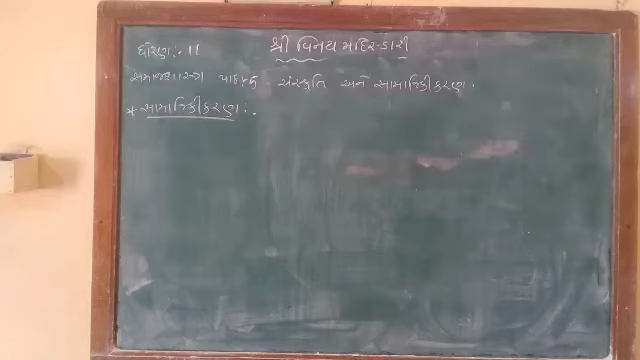 શ્રી વિનય મંદિર-ડારી
ધોરણ:- 11
સમાજશાસ્ત્ર પાઠ સંસ્કૃતિ અને સામાજિકીકરણ.
* સામાજિકીકરણ:-